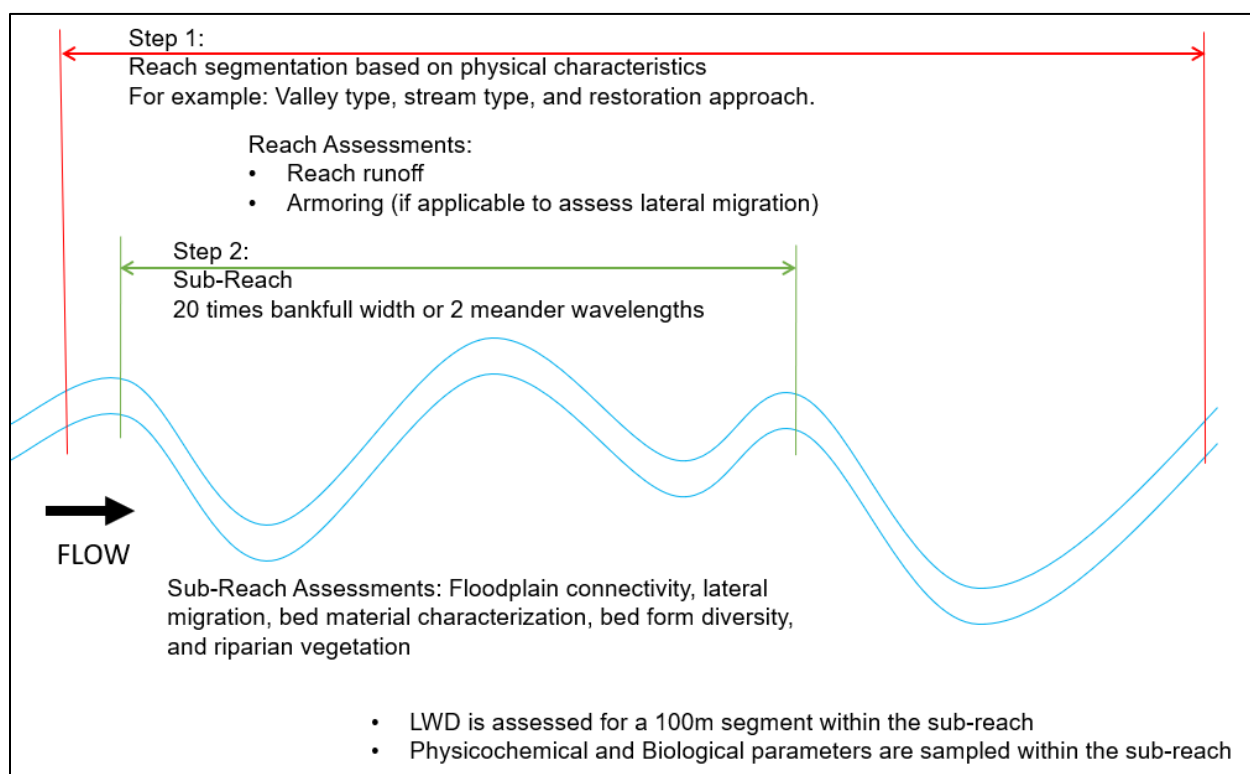 Step 1:
Reach segmentation based on physical characteristics
For example: Valley type, stream type, and restoration approach.
Reach Assessments:
• Reach runoff
• Armoring (if applicable to assess lateral migration)
Step 2:
Sub-Reach
20 times bankfull width or 2 meander wavelengths
FLOW
Sub-Reach Assessments: Floodplain connectivity, lateral
migration, bed material characterization, bed form diversity,
and riparian vegetation
• LWD is assessed for a 100m segment within the sub-reach
• Physicochemical and Biological parameters are sampled within the sub-reach